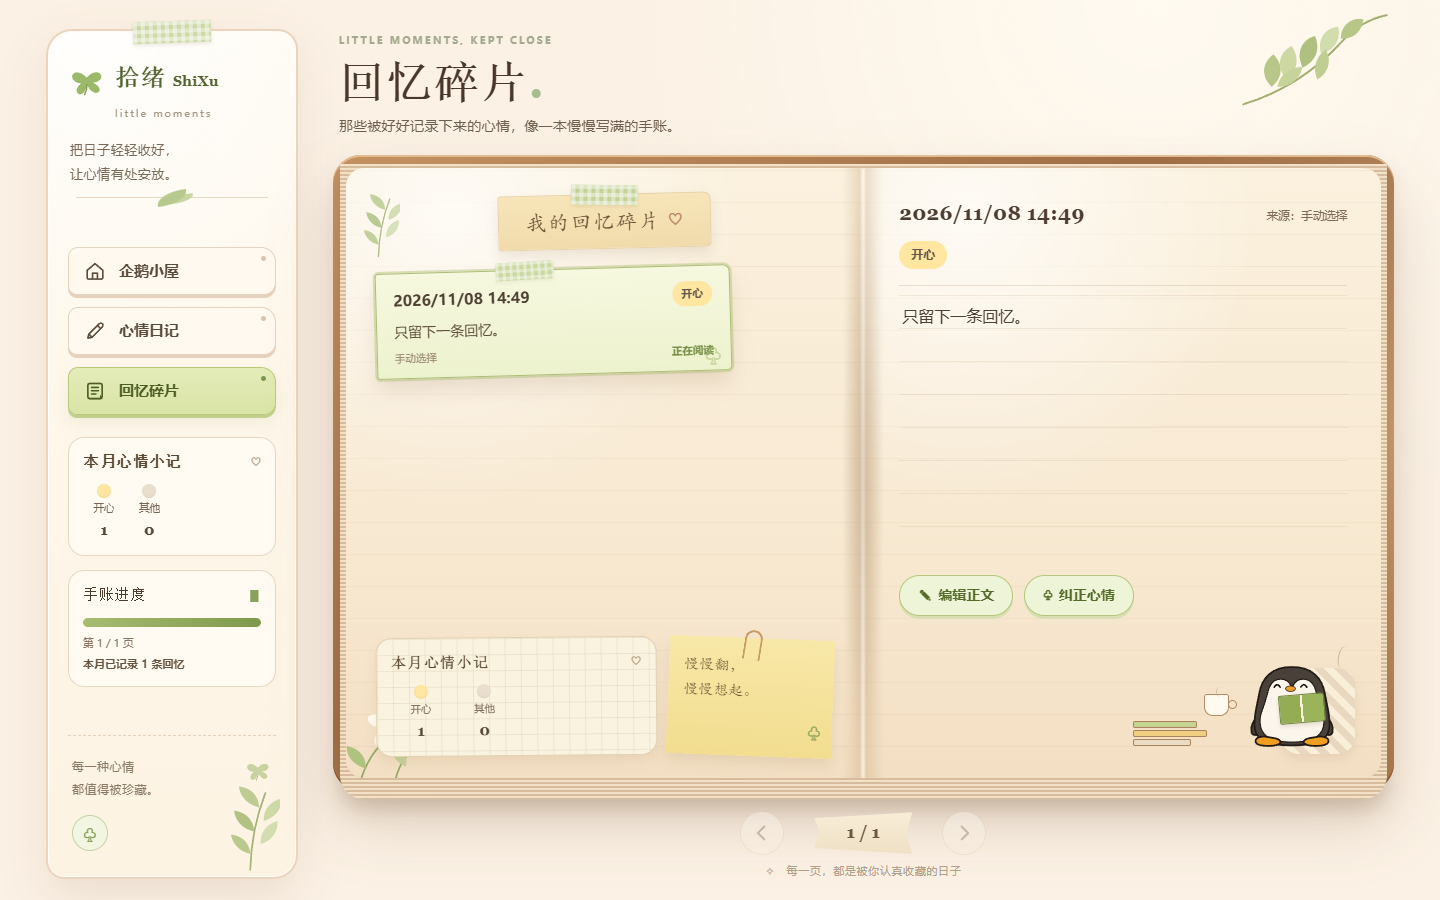 拾绪 ShiXu
little moments
把日子轻轻收好，
让心情有处安放。
企鹅小屋
心情日记
回忆碎片
本月心情小记
开心 其他
1 0
手账进度
第 1 / 1 页
本月已记录 1 条回忆
每一种心情
都值得被珍藏。
LITTLE MOMENTS, KEPT CLOSE
回忆碎片.
那些被好好记录下来的心情，像一本慢慢写满的手账。
我的回忆碎片
2026/11/08 14:49 开心
只留下一条回忆。
手动选择 正在阅读
本月心情小记
开心 其他
1 0
慢慢翻，
慢慢想起。
2026/11/08 14:49 来源：手动选择
开心
只留下一条回忆。
编辑正文 纠正心情
1 / 1
每一页，都是被你认真收藏的日子